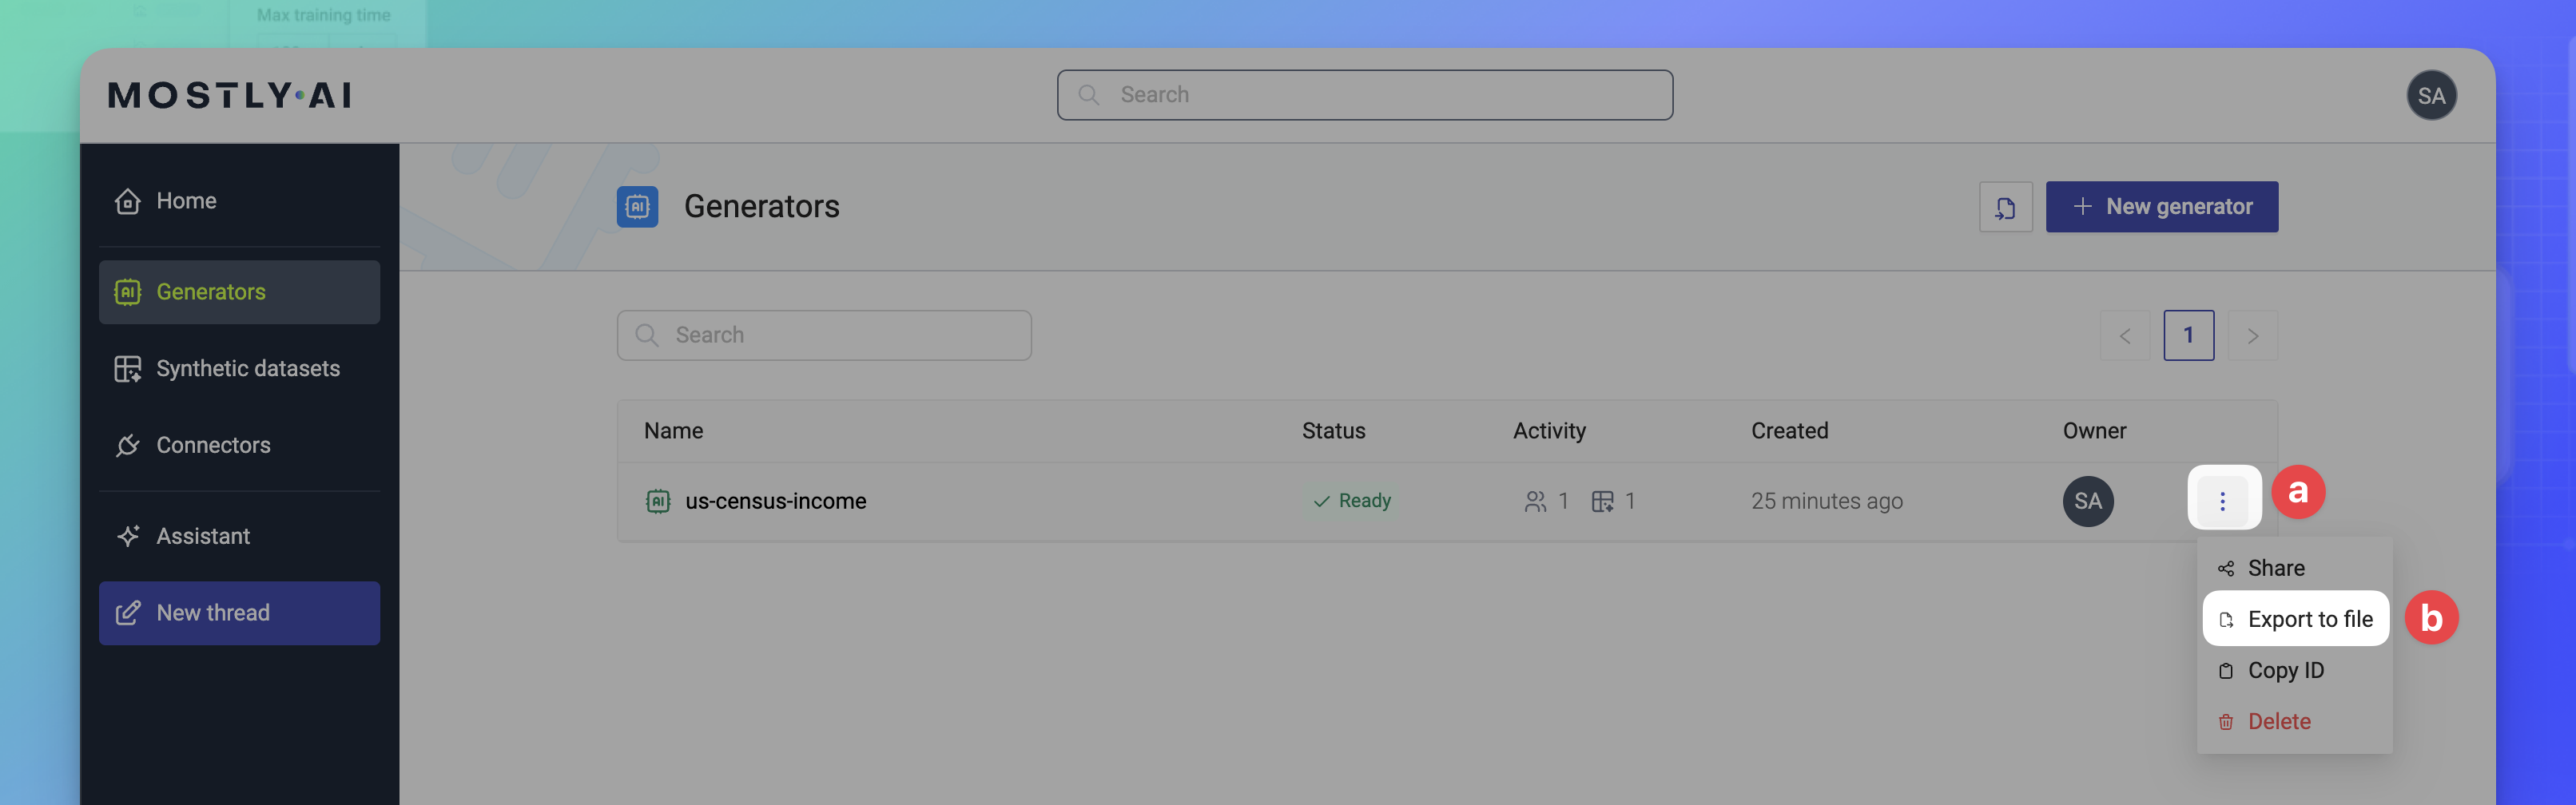 Max training time
MOSTLY·AI
Search
SA
Home
Generators
Synthetic datasets
Connectors
Assistant
New thread
AI Generators
+ New generator
Search
< 1 >
Name Status Activity Created Owner
us-census-income Ready 1 1 25 minutes ago SA
a
Share
Export to file
b
Copy ID
Delete